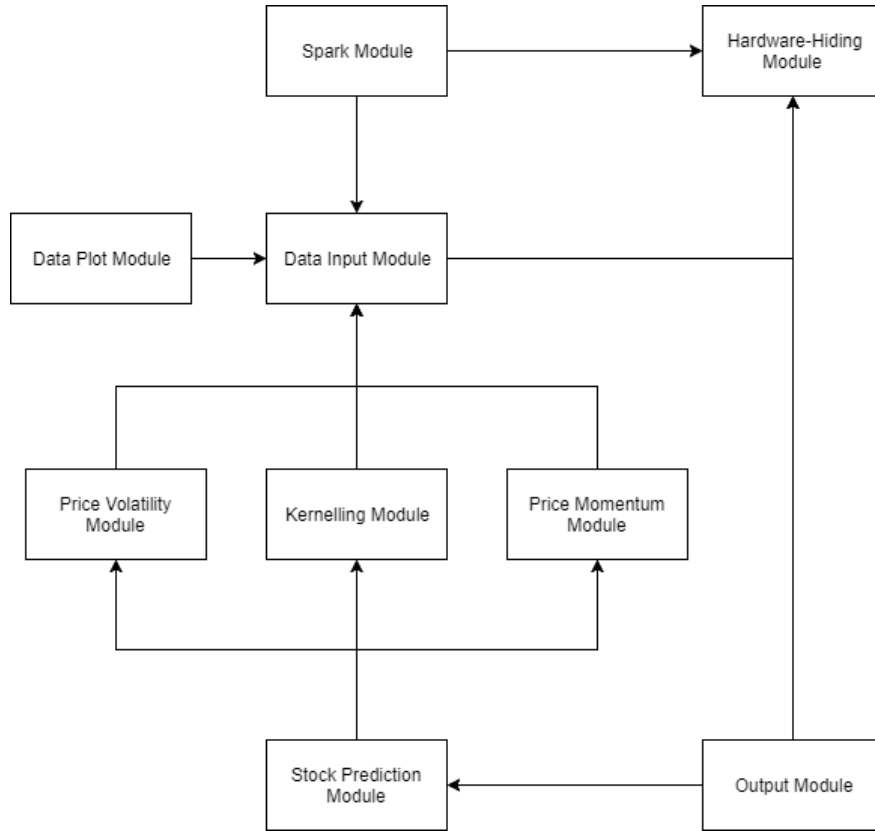 Spark Module
Hardware-Hiding
Module
Data Plot Module
Data Input Module
Price Volatility
Module
Kernelling Module
Price Momentum
Module
Stock Prediction
Module
Output Module